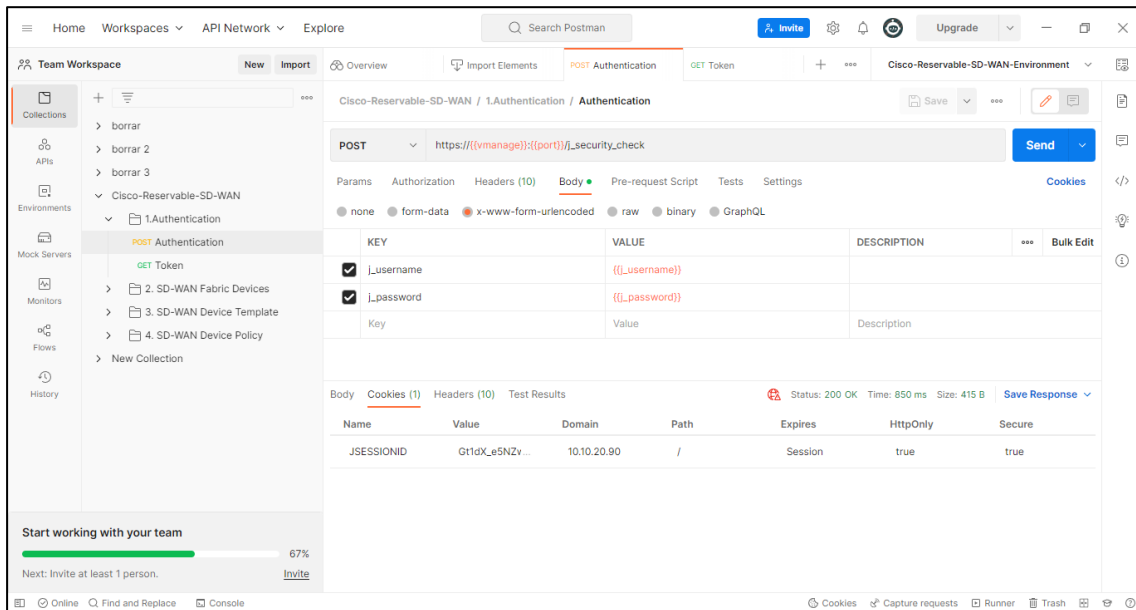 Home Workspaces API Network Explore Search Postman Invite Upgrade
Team Workspace New Import Overview Import Elements POST Authentication GET Token Cisco-Reservable-SD-WAN-Environment
Collections
APIs
Environments
Mock Servers
Monitors
Flows
History
borrar
borrar 2
borrar 3
Cisco-Reservable-SD-WAN
1.Authentication
POST Authentication
GET Token
2. SD-WAN Fabric Devices
3. SD-WAN Device Template
4. SD-WAN Device Policy
New Collection
Cisco-Reservable-SD-WAN / 1.Authentication / Authentication Save
POST https://{{vmanage}}:{{port}}/j_security_check Send
Params Authorization Headers (10) Body Pre-request Script Tests Settings Cookies
none form-data x-www-form-urlencoded raw binary GraphQL
KEY VALUE DESCRIPTION Bulk Edit
j_username {{j_username}}
j_password {{j_password}}
Key Value Description
Body Cookies (1) Headers (10) Test Results Status: 200 OK Time: 850 ms Size: 415 B Save Response
Name Value Domain Path Expires HttpOnly Secure
JSESSIONID Gt1dX_e5NZv... 10.10.20.90 / Session true true
Start working with your team
67%
Next: Invite at least 1 person. Invite
Online Find and Replace Console Cookies Capture requests Runner Trash